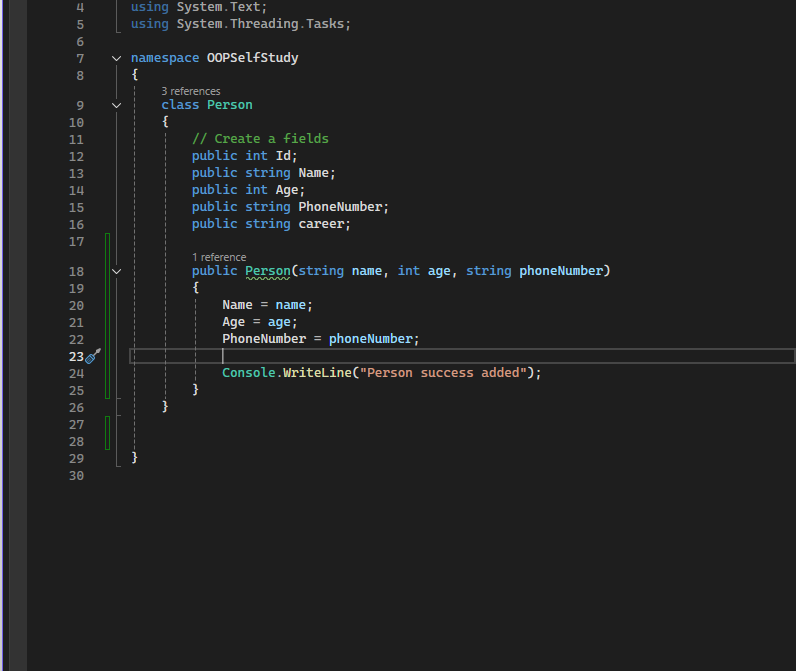 4 using System.Text;
5 using System.Threading.Tasks;
6
7 namespace OOPSelfStudy
8 {
3 references
9 class Person
10 {
11 // Create a fields
12 public int Id;
13 public string Name;
14 public int Age;
15 public string PhoneNumber;
16 public string career;
17
1 reference
18 public Person(string name, int age, string phoneNumber)
19 {
20 Name = name;
21 Age = age;
22 PhoneNumber = phoneNumber;
23
24 Console.WriteLine("Person success added");
25 }
26 }
27
28
29 }
30